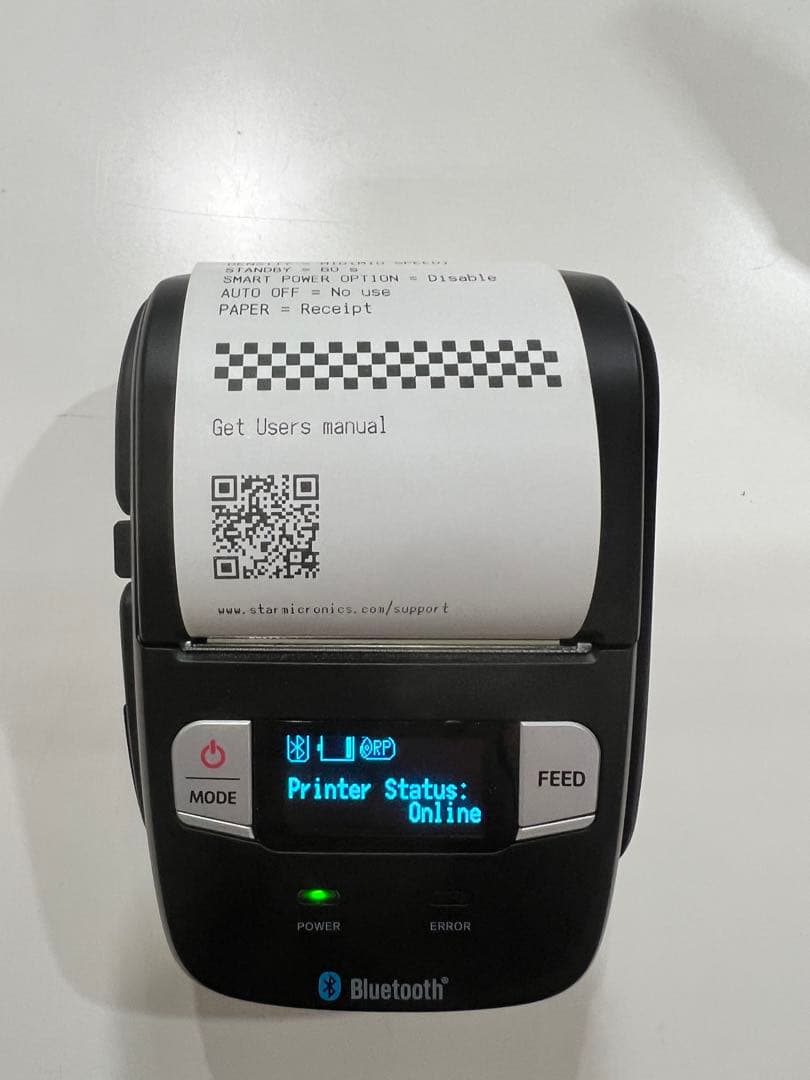 STANDBY = 60 s
SMART POWER OPTION = Disable
AUTO OFF = No use
PAPER = Receipt
Get Users manual
www.starmicronics.com/support
MODE
RP
Printer Status:
Online
FEED
POWER
ERROR
Bluetooth®